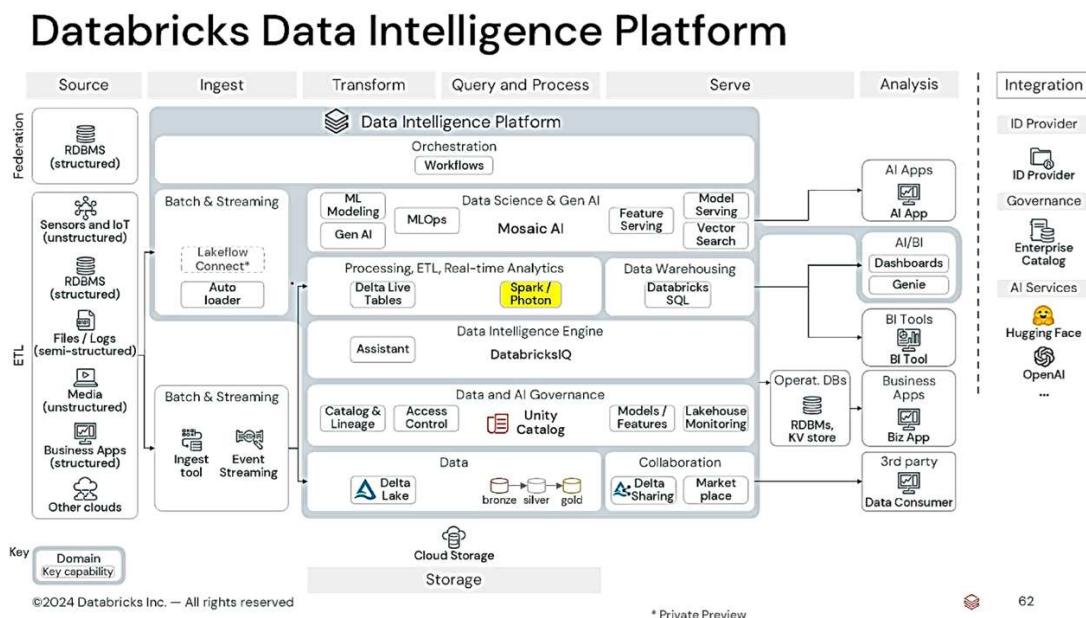 Databricks Data Intelligence Platform
Source
Ingest
Transform
Query and Process
Serve
Analysis
Integration
Federation
RDBMS
(structured)
ETL
Sensors and IoT
(unstructured)
RDBMS
(structured)
Files / Logs
(semi-structured)
Media
(unstructured)
Business Apps
(structured)
Other clouds
Data Intelligence Platform
Orchestration
Workflows
Batch & Streaming
Lakeflow
Connect*
Auto
loader
Batch & Streaming
Ingest
tool
Event
Streaming
ML
Modeling
Gen AI
MLOps
Data Science & Gen AI
Mosaic AI
Feature
Serving
Model
Serving
Vector
Search
Processing, ETL, Real-time Analytics
Delta Live
Tables
Spark /
Photon
Data Warehousing
Databricks
SQL
Data Intelligence Engine
Assistant
DatabricksIQ
Data and AI Governance
Catalog &
Lineage
Access
Control
Unity
Catalog
Models /
Features
Lakehouse
Monitoring
Data
Delta
Lake
bronze
silver
gold
Collaboration
Delta
Sharing
Market
place
Operat. DBs
RDBMs,
KV store
AI Apps
AI App
AI/BI
Dashboards
Genie
BI Tools
BI Tool
Business
Apps
Biz App
3rd party
Data Consumer
ID Provider
ID Provider
Governance
Enterprise
Catalog
AI Services
Hugging Face
OpenAI
...
Cloud Storage
Storage
Key
Domain
Key capability
©2024 Databricks Inc. — All rights reserved
* Private Preview
62